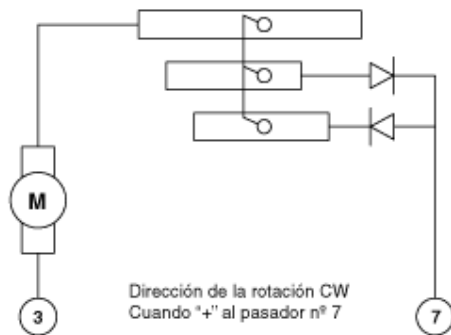 M
Dirección de la rotación CW
Cuando "+" al pasador nº 7
3
7